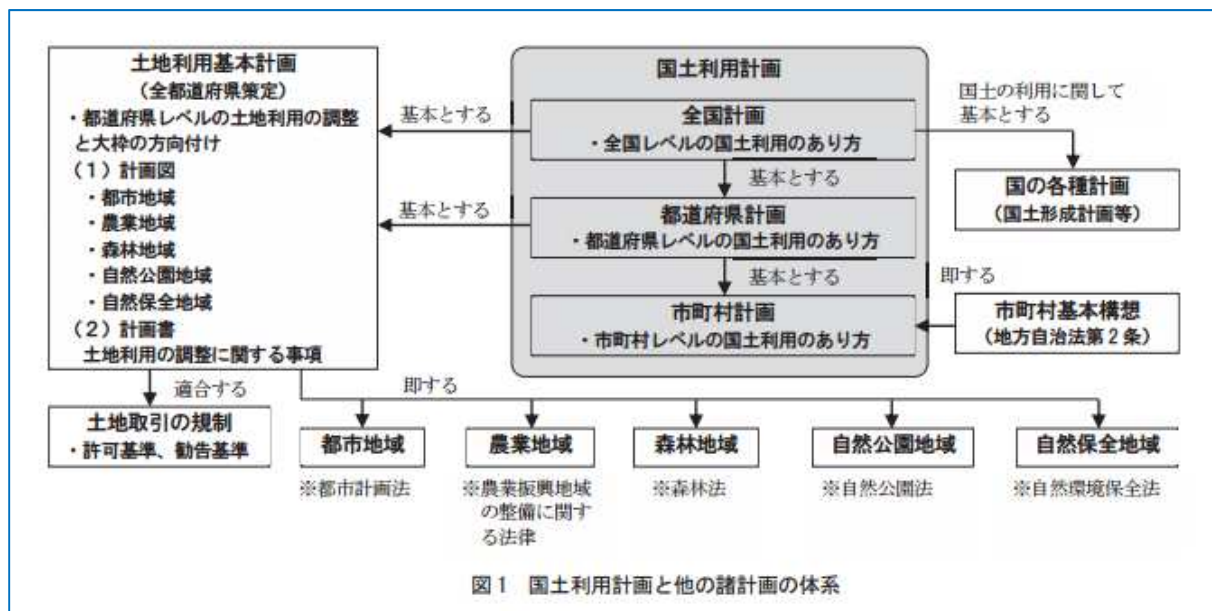 土地利用基本計画
（全都道府県策定）
・都道府県レベルの土地利用の調整
と大枠の方向付け
（１）計画図
・都市地域
・農業地域
・森林地域
・自然公園地域
・自然保全地域
（２）計画書
土地利用の調整に関する事項
基本とする
基本とする
国土利用計画
全国計画
・全国レベルの国土利用のあり方
基本とする
都道府県計画
・都道府県レベルの国土利用のあり方
基本とする
市町村計画
・市町村レベルの国土利用のあり方
国土の利用に関して
基本とする
国の各種計画
（国土形成計画等）
即する
市町村基本構想
（地方自治法第２条）
適合する
即する
土地取引の規制
・許可基準、勧告基準
都市地域
※都市計画法
農業地域
※農業振興地域
の整備に関す
る法律
森林地域
※森林法
自然公園地域
※自然公園法
自然保全地域
※自然環境保全法
図１　国土利用計画と他の諸計画の体系